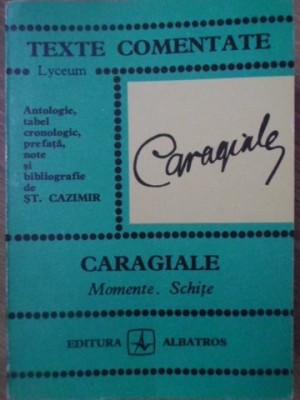 TEXTE COMENTATE
Lyceum
Antologie,
tabel
cronologic,
prefață,
note
și
bibliografie
de
ȘT. CAZIMIR
Caragiale
CARAGIALE
Momente. Schițe
EDITURA ALBATROS